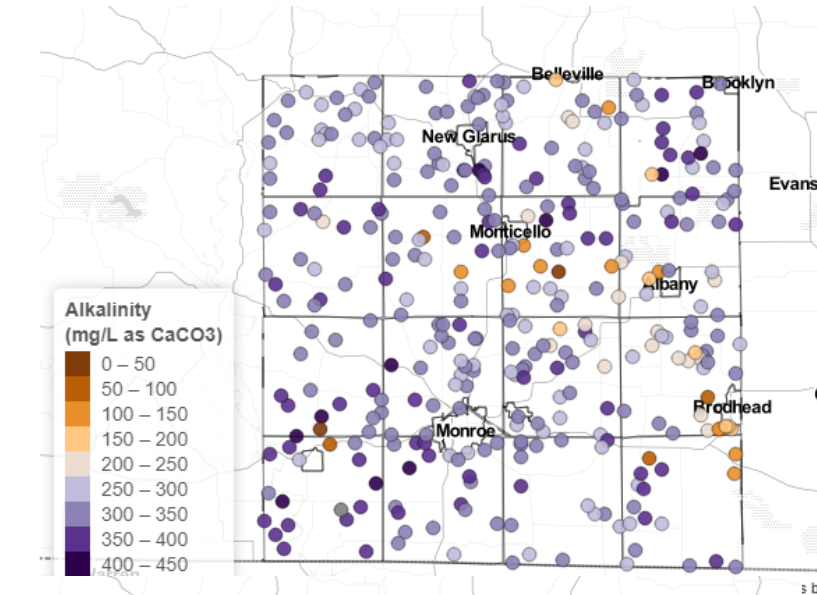 Belleville
Brooklyn
New Glarus
Evans
Monticello
Albany
Alkalinity
(mg/L as CaCO3)
0 – 50
50 – 100
100 – 150
150 – 200
200 – 250
250 – 300
300 – 350
350 – 400
400 – 450
Brodhead
Monroe
s b